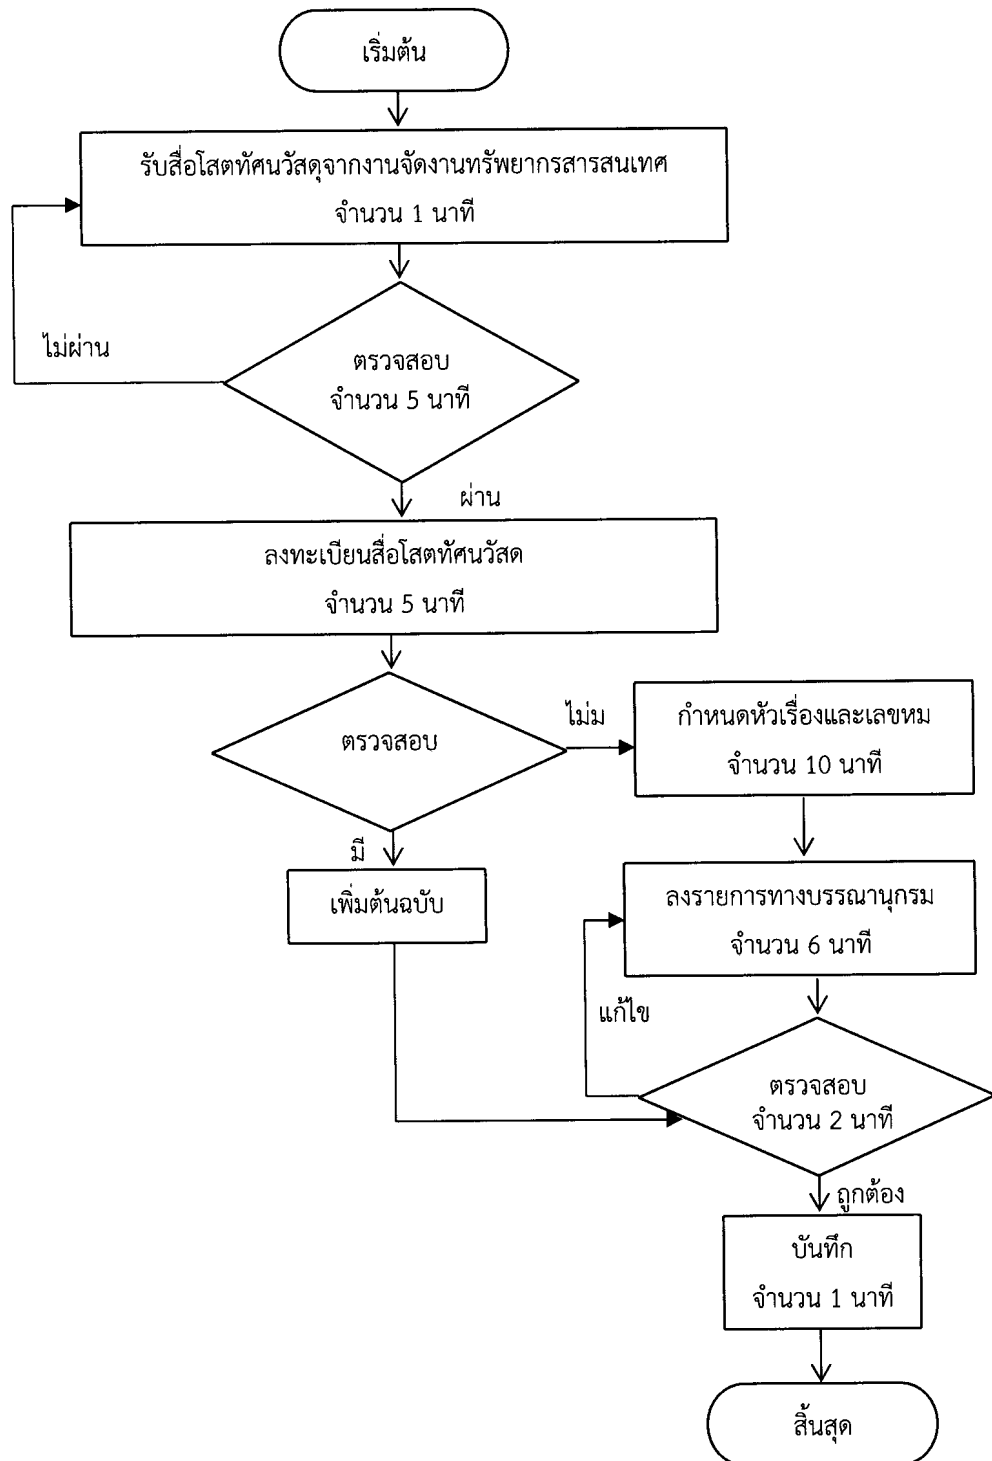 เริ่มต้น
รับสื่อโสตทัศนวัสดุจากงานจัดงานทรัพยากรสารสนเทศ
จำนวน 1 นาที
ไม่ผ่าน
ตรวจสอบ
จำนวน 5 นาที
ผ่าน
ลงทะเบียนสื่อโสตทัศนวัสด
จำนวน 5 นาที
ตรวจสอบ
ไม่ม
กำหนดหัวเรื่องและเลขหม
จำนวน 10 นาที
มี
เพิ่มต้นฉบับ
ลงรายการทางบรรณานุกรม
จำนวน 6 นาที
แก้ไข
ตรวจสอบ
จำนวน 2 นาที
ถูกต้อง
บันทึก
จำนวน 1 นาที
สิ้นสุด